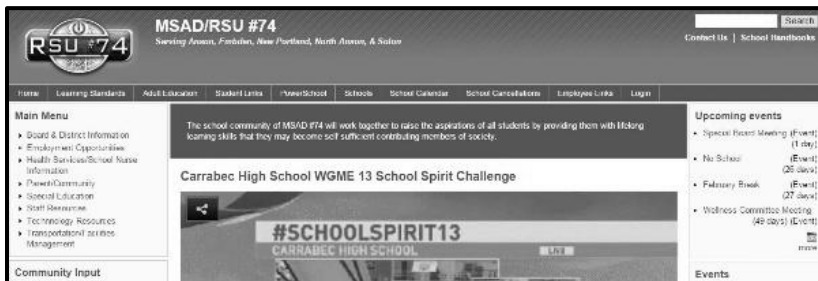 RSU #74
MSAD/RSU #74
Serving Anson, Embden, New Portland, North Anson, & Solon
Search
Contact Us | School Handbooks
Home
Learning Standards
Adult Education
Student Links
PowerSchool
Schools
School Calendar
School Cancellations
Employee Links
Login
Main Menu
Board & District Information
Employment Opportunities
Health Services/School Nurse
Information
Parent/Community
Special Education
Staff Resources
Technology Resources
Transportation/Facilities
Management
Community Input
The school community of MSAD #74 will work together to raise the aspirations of all students by providing them with lifelong
learning skills that they may become self sufficient contributing members of society.
Carrabec High School WGME 13 School Spirit Challenge
#SCHOOLSPIRIT13
CARRABEC HIGH SCHOOL
LIVE
Upcoming events
Special Board Meeting (Event)
(1 day)
No School (Event)
(26 days)
February Break (Event)
(27 days)
Wellness Committee Meeting
(49 days) (Event)
more
Events